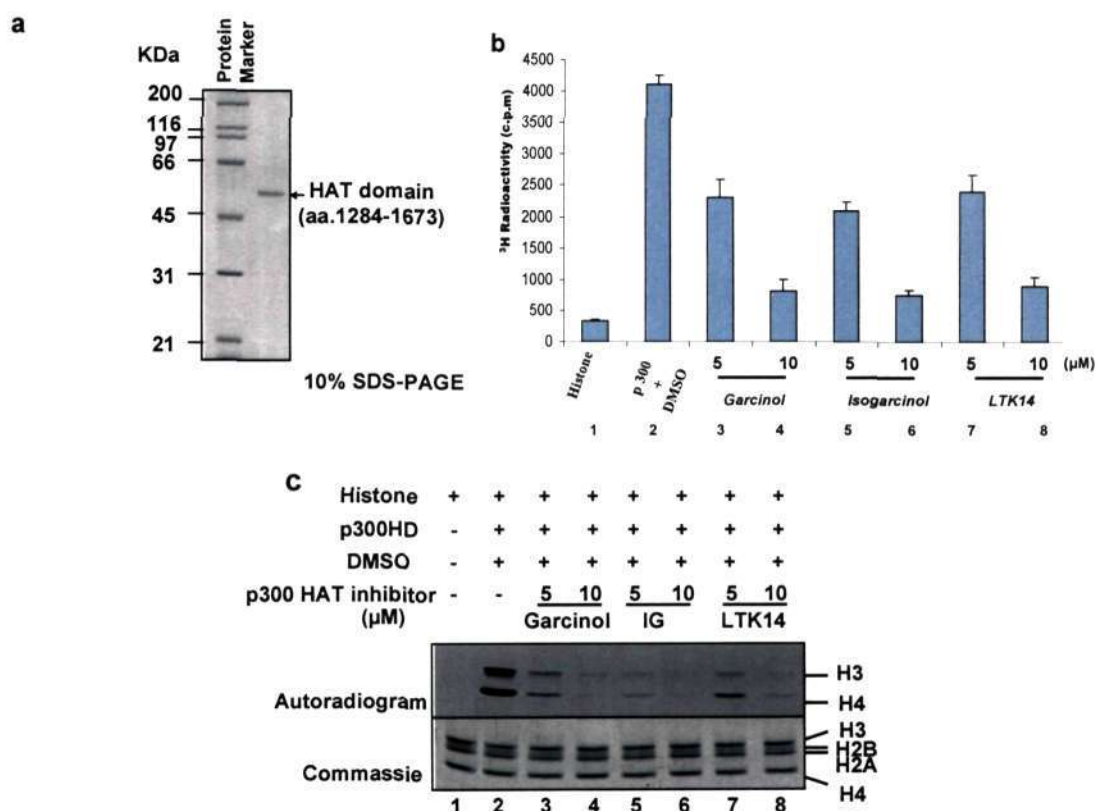 a
KDa
Protein
Marker
200
116
97
66
45
31
21
HAT domain
(aa.1284-1673)
10% SDS-PAGE
b
³H Radioactivity (c-p.m)
4500
4000
3500
3000
2500
2000
1500
1000
500
0
Histone
p 300
+
DMSO
5 10 5 10 5 10 (µM)
Garcinol Isogarcinol LTK14
1 2 3 4 5 6 7 8
c
Histone + + + + + + + +
p300HD - + + + + + + +
DMSO - + + + + + + +
p300 HAT inhibitor - - 5 10 5 10 5 10
(µM) Garcinol IG LTK14
Autoradiogram
H3
H4
Commassie
H3
H2B
H2A
H4
1 2 3 4 5 6 7 8